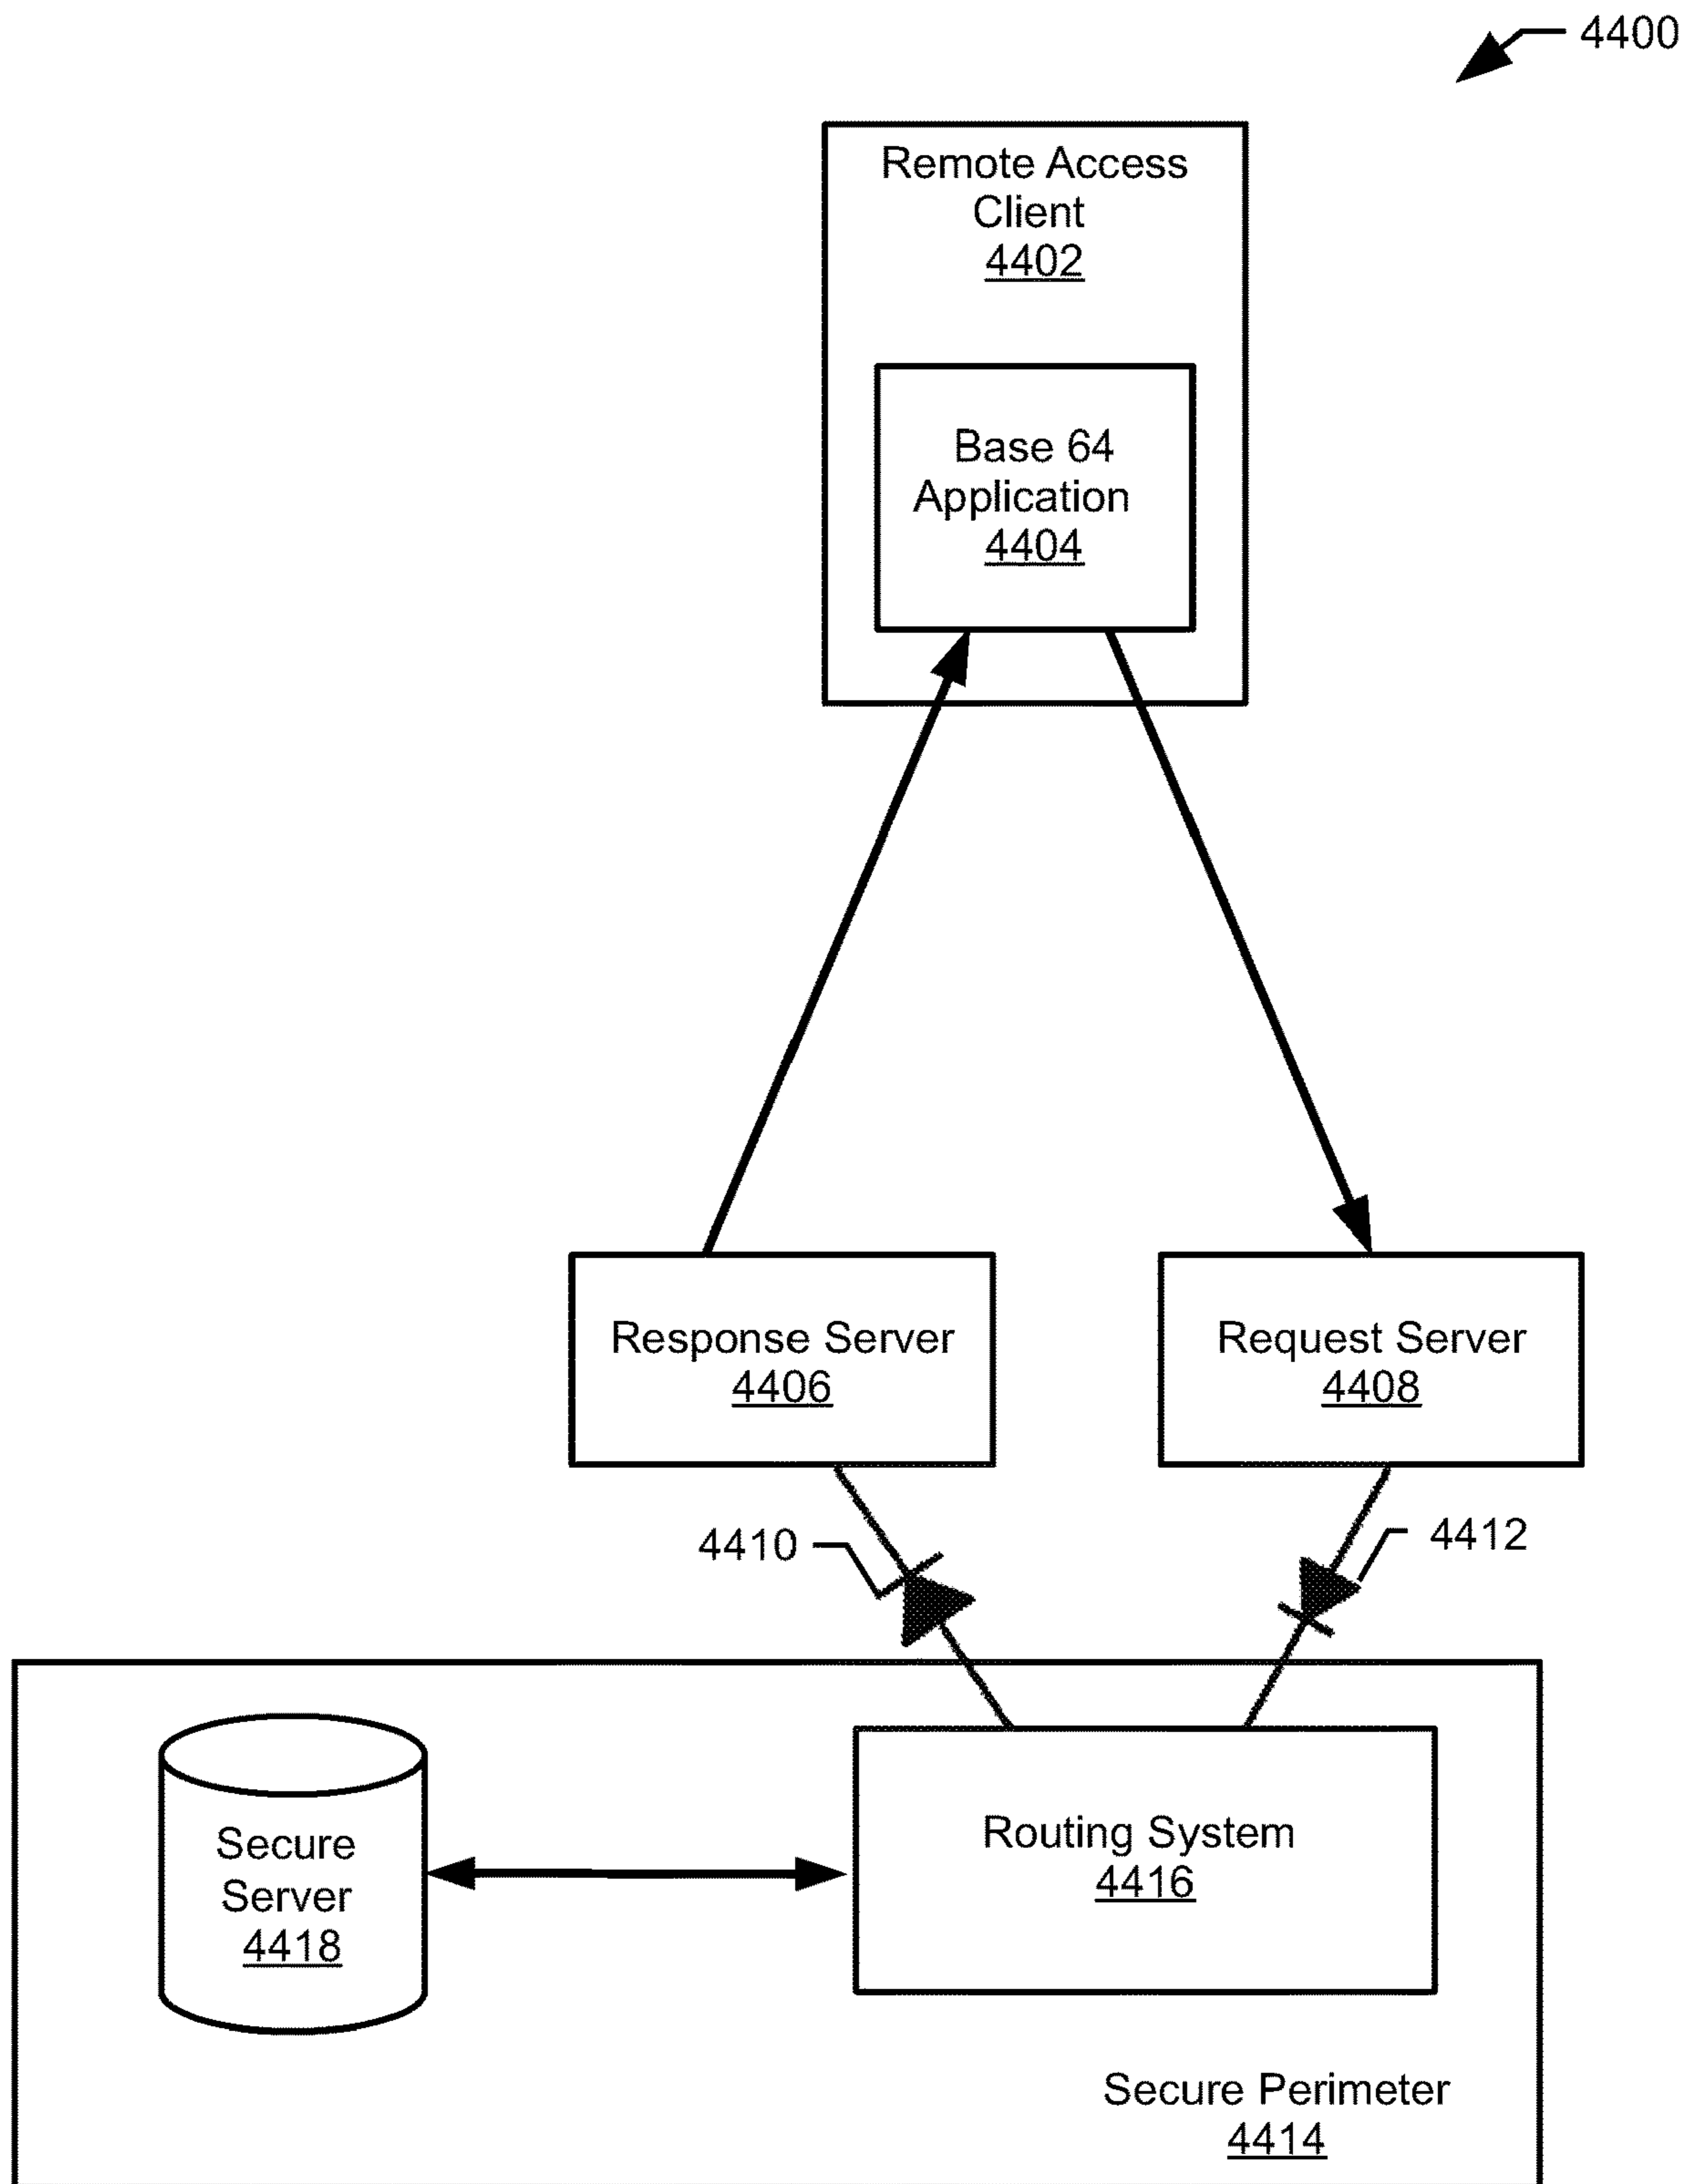 4400
Remote Access
Client
4402
Base 64
Application
4404
Response Server
4406
Request Server
4408
4410
4412
Secure
Server
4418
Routing System
4416
Secure Perimeter
4414